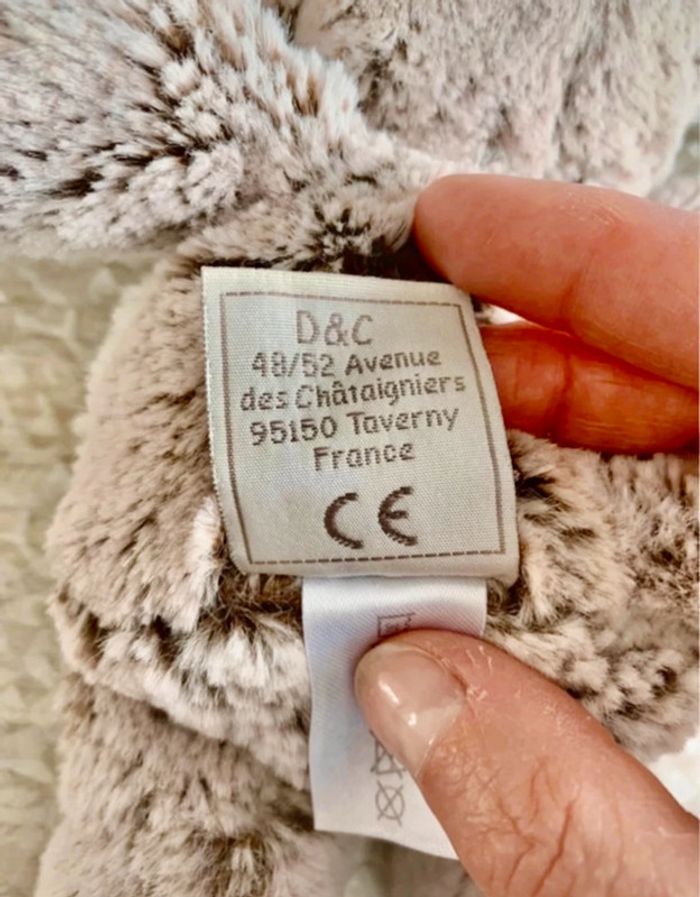 D&C
48/52 Avenue
des Châtaigniers
95150 Taverny
France
CE